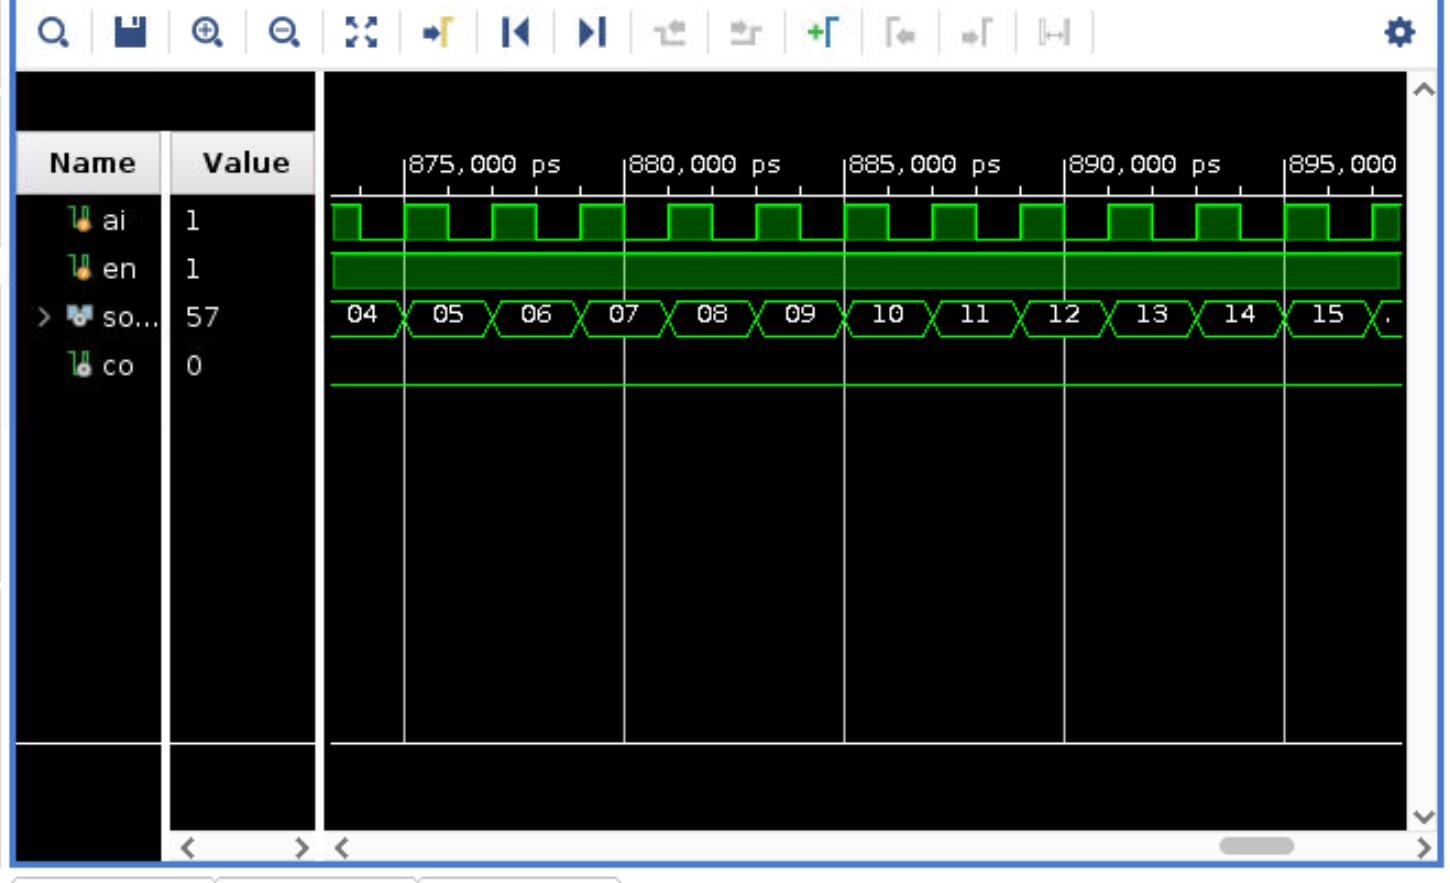 Name Value 875,000 ps 880,000 ps 885,000 ps 890,000 ps 895,000
ai 1
en 1
so... 57 04 05 06 07 08 09 10 11 12 13 14 15 .
co 0